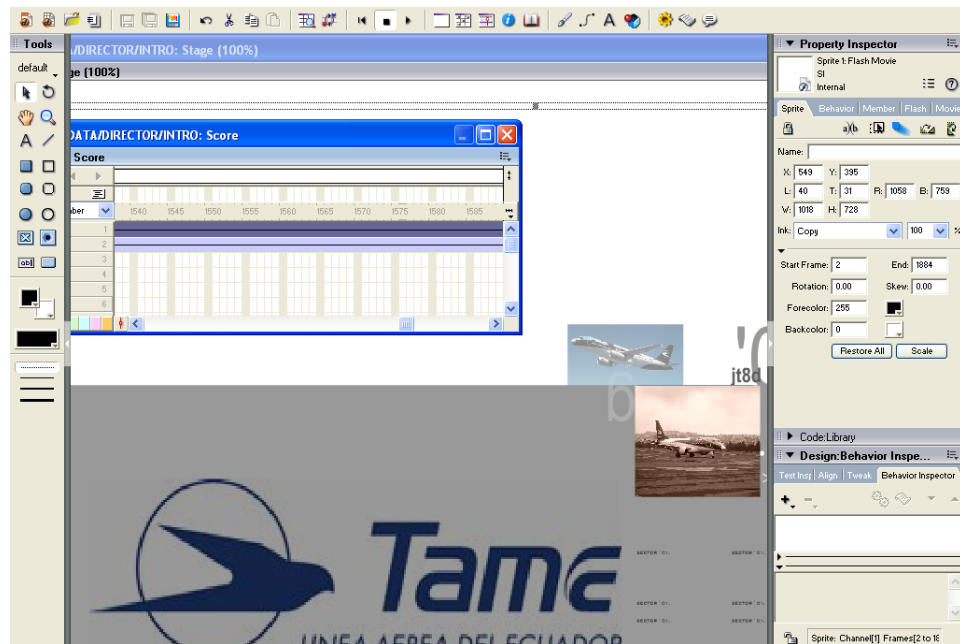 Tools
default
A/DIRECTOR/INTRO: Stage (100%)
ge (100%)
DATA/DIRECTOR/INTRO: Score
Score
ber
1540 1545 1550 1555 1560 1565 1570 1575 1580 1585
1
2
3
4
5
6
jt8d
Tame
LINEA AEREA DEL ECUADOR
Property Inspector
Sprite 1: Flash Movie
SI
Internal
Sprite Behavior Member Flash Movie
Name:
X: 549 Y: 395
L: 40 T: 31 R: 1058 B: 759
W: 1018 H: 728
Ink: Copy 100 %
Start Frame: 2 End: 1884
Rotation: 0.00 Skew: 0.00
Forecolor: 255
Backcolor: 0
Restore All Scale
Code:Library
Design:Behavior Inspe...
Text Insp Align Tweak Behavior Inspector
Sprite: Channel[1] Frames[2 to 18